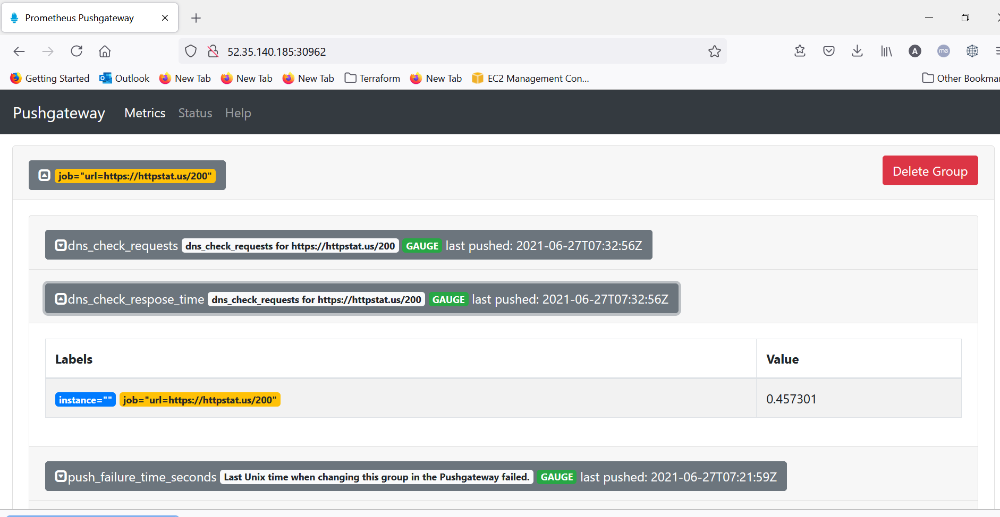 Prometheus Pushgateway
52.35.140.185:30962
A
me
Getting Started Outlook New Tab New Tab New Tab Terraform New Tab EC2 Management Con... Other Bookmar
Pushgateway Metrics Status Help
job="url=https://httpstat.us/200" Delete Group
dns_check_requests dns_check_requests for https://httpstat.us/200 GAUGE last pushed: 2021-06-27T07:32:56Z
dns_check_respose_time dns_check_requests for https://httpstat.us/200 GAUGE last pushed: 2021-06-27T07:32:56Z
Labels Value
instance="" job="url=https://httpstat.us/200" 0.457301
push_failure_time_seconds Last Unix time when changing this group in the Pushgateway failed. GAUGE last pushed: 2021-06-27T07:21:59Z